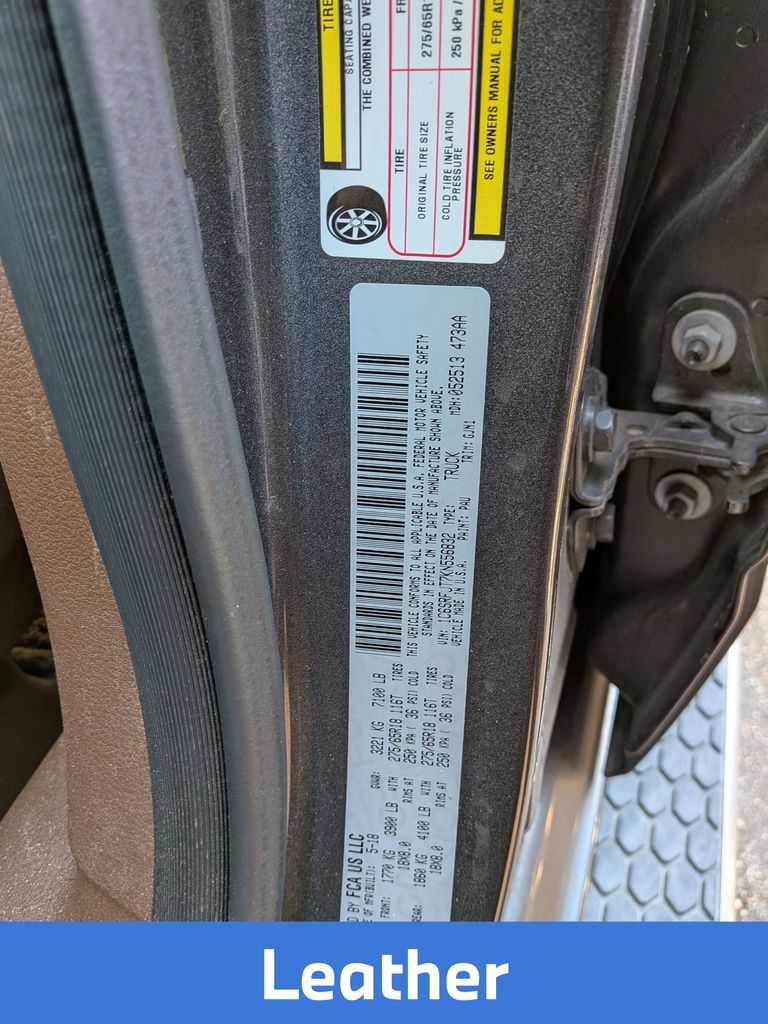 TIRE
SEATING CAPA
THE COMBINED WE
TIRE FR
ORIGINAL TIRE SIZE 275/65R1
COLD TIRE INFLATION
PRESSURE 250 kPa /
SEE OWNERS MANUAL FOR AD
D BY FCA US LLC
E OF MFR(BUILT): 5-18 GVWR: 3221 KG 7100 LB
FRONT: 1770 KG 3900 LB WITH 275/65R18 116T TIRES
18X8.0 RIMS AT 250 KPA ( 36 PSI) COLD
REAR: 1860 KG 4100 LB WITH 275/65R18 116T TIRES
18X8.0 RIMS AT 250 KPA ( 36 PSI) COLD
THIS VEHICLE CONFORMS TO ALL APPLICABLE U.S.A. FEDERAL MOTOR VEHICLE SAFETY
STANDARDS IN EFFECT ON THE DATE OF MANUFACTURE SHOWN ABOVE.
VIN: 1C6SRFJT7KN556832 TYPE: TRUCK MDH:052513 473AA
VEHICLE MADE IN U.S.A. PAINT: PAU TRIM: GJN1
Leather